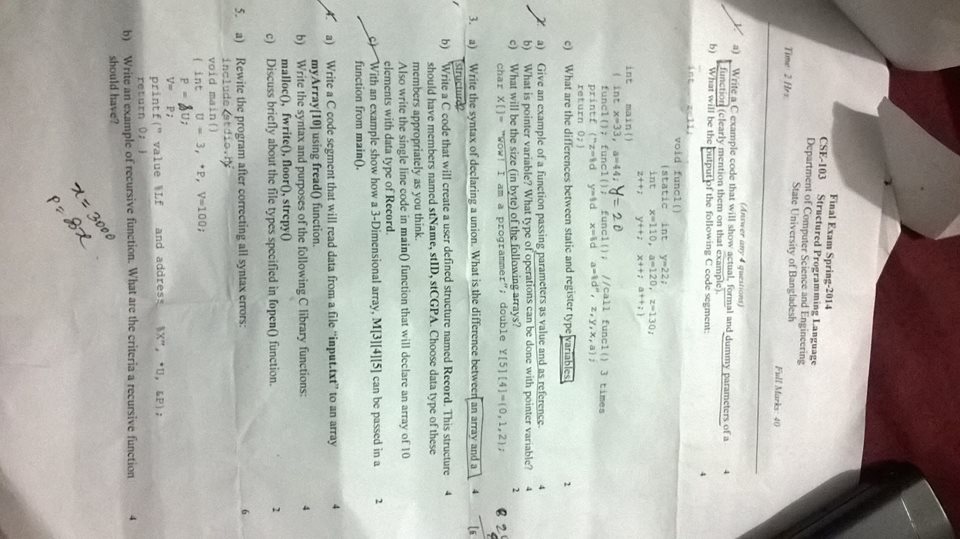 Final Exam Spring-2014
CSE-103 Structured Programming Language
Department of Computer Science and Engineering
State University of Bangladesh
Time: 2 Hrs. Full Marks: 40
(Answer any 4 questions)
a) Write a C example code that will show actual, formal and dummy parameters of a 4
function (clearly mention them on that example).
b) What will be the output of the following C code segment: 4
int z=11;
void func1()
{static int y=22;
int x=110, a=120, z=130;
z++; y++; x++; a++;}
int main()
{ int x=33, a=44; y = 20
func1(); func1(); func1(); //call func1() 3 times
printf ("z=%d y=%d x=%d a=%d", z,y,x,a);
return 0;}
c) What are the differences between static and register type variables 2
a) Give an example of a function passing parameters as value and as reference. 4
b) What is pointer variable? What type of operations can be done with pointer variable? 4
c) What will be the size (in byte) of the following arrays? 2
char X[]= "Wow! I am a programmer", double Y[5][4]={0,1,2};
3. a) Write the syntax of declaring a union. What is the difference between an array and a 4
structure
b) Write a C code that will create a user defined structure named Record. This structure 4
should have members named stName, stID, stCGPA. Choose data type of these
members appropriately as you think.
Also write the single line code in main() function that will declare an array of 10
elements with data type of Record.
c) With an example show how a 3-Dimensional array, M[3][4][5] can be passed in a 2
function from main().
a) Write a C code segment that will read data from a file "input.txt" to an array 4
myArray[10] using fread() function.
b) Write the syntax and purposes of the following C library functions: 4
malloc(), fwrite(), floor(), strcpy()
c) Discuss briefly about the file types specified in fopen() function. 2
5. a) Rewrite the program after correcting all syntax errors: 6
include <stdio.h>
void main()
{ int U = 3, *P, V=100;
P = &U;
V= P;
printf(" value %Lf and address %X", *U, &P);
return 0; }
b) Write an example of recursive function. What are the criteria a recursive function 4
should have?
x = 3000
P = &x